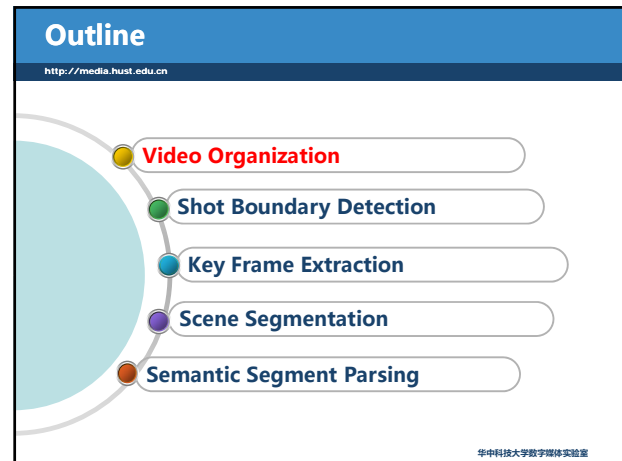 Outline
http://media.hust.edu.cn
Video Organization
Shot Boundary Detection
Key Frame Extraction
Scene Segmentation
Semantic Segment Parsing
华中科技大学数字媒体实验室